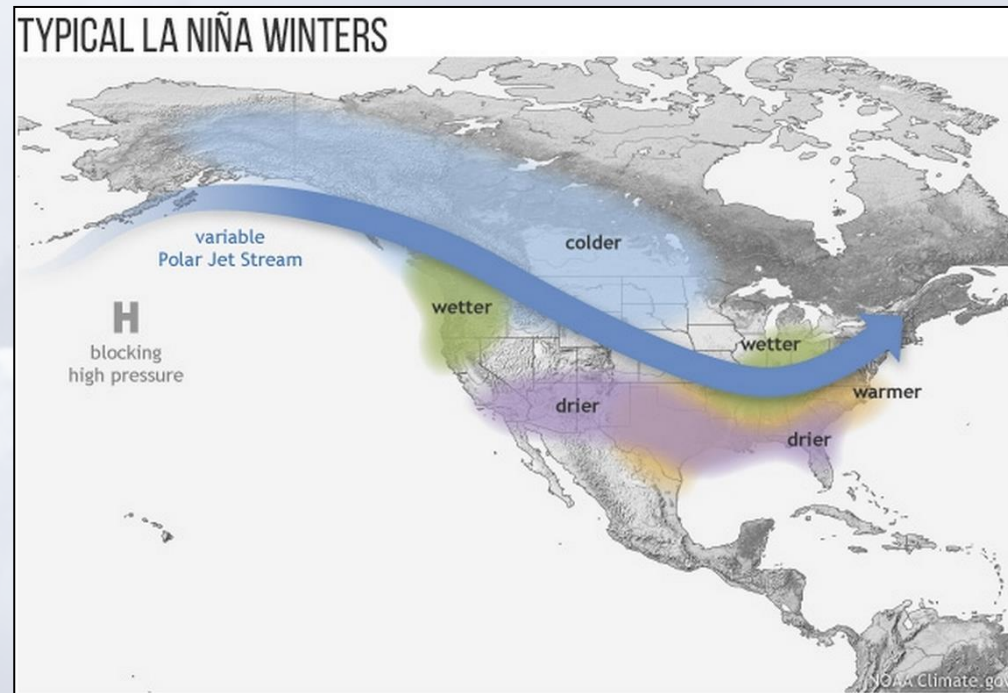 TYPICAL LA NIÑA WINTERS
variable
Polar Jet Stream
colder
H
blocking
high pressure
wetter
wetter
warmer
drier
drier
NOAA Climate.go